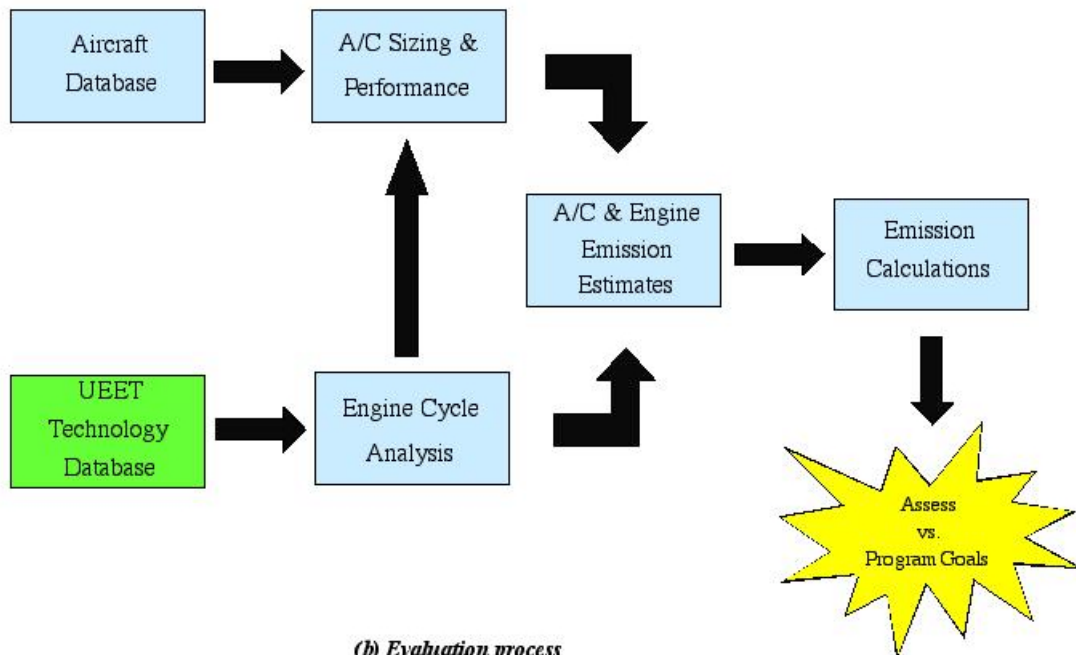 Aircraft
Database
A/C Sizing &
Performance
A/C & Engine
Emission
Estimates
Emission
Calculations
UEET
Technology
Database
Engine Cycle
Analysis
Assess
vs.
Program Goals
(b) Evaluation process